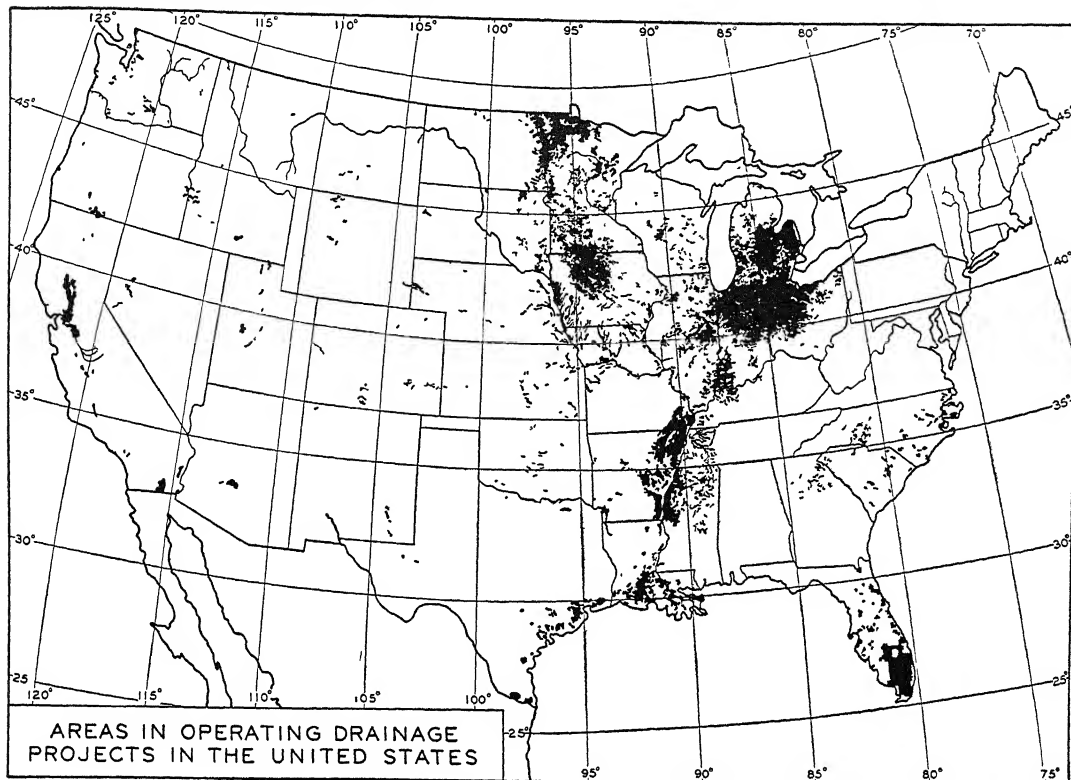 125° 120° 115° 110° 105° 100° 95° 90° 85° 80° 75° 70°
45° 45°
40° 40°
35° 35°
30° 30°
25° 25°
120° 115° 110° 105°
25°
AREAS IN OPERATING DRAINAGE
PROJECTS IN THE UNITED STATES
95° 90° 85° 80° 75°